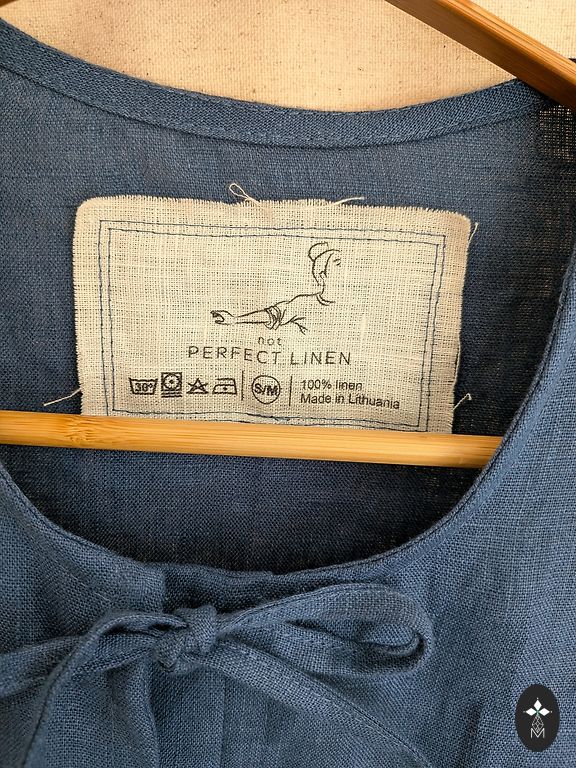 not
PERFECT LINEN
30°
S/M
100% linen
Made in Lithuania
M